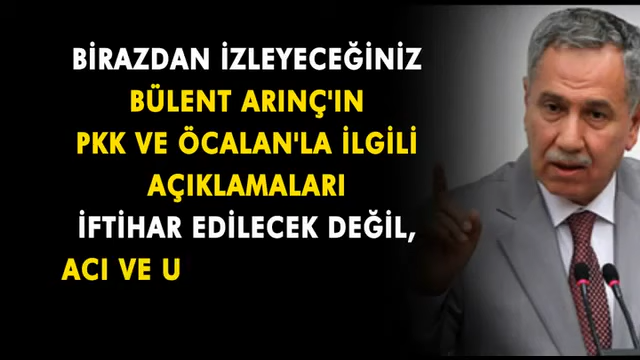 BİRAZDAN İZLEYECEĞİNİZ
BÜLENT ARINÇ'IN
PKK VE ÖCALAN'LA İLGİLİ
AÇIKLAMALARI
İFTİHAR EDİLECEK DEĞİL,
ACI VE U